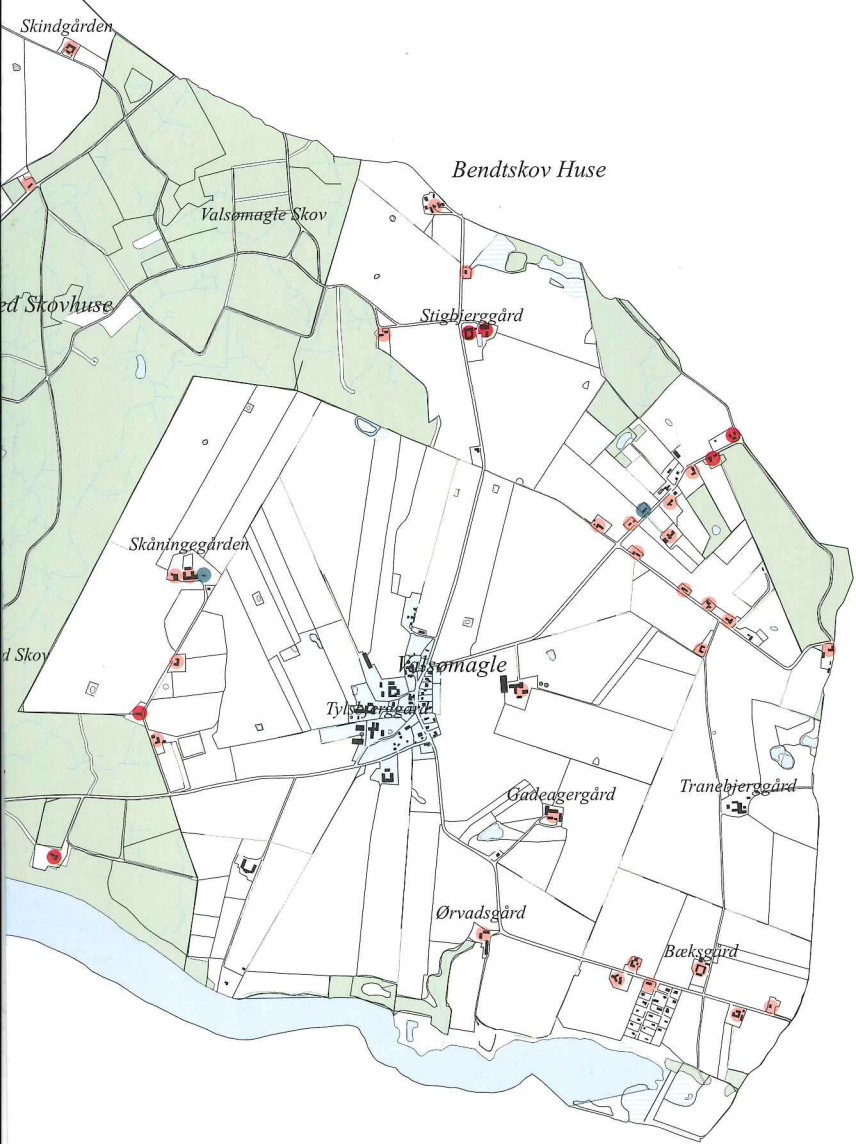 Skindgården
Bendtskov Huse
Valsømagle Skov
ed Skovhuse
Stigbjerggård
Skåningegården
d Skov
Valsømagle
Tylsbjerggård
Gadeagergård
Tranebjerggård
Ørvadsgård
Bæksgård